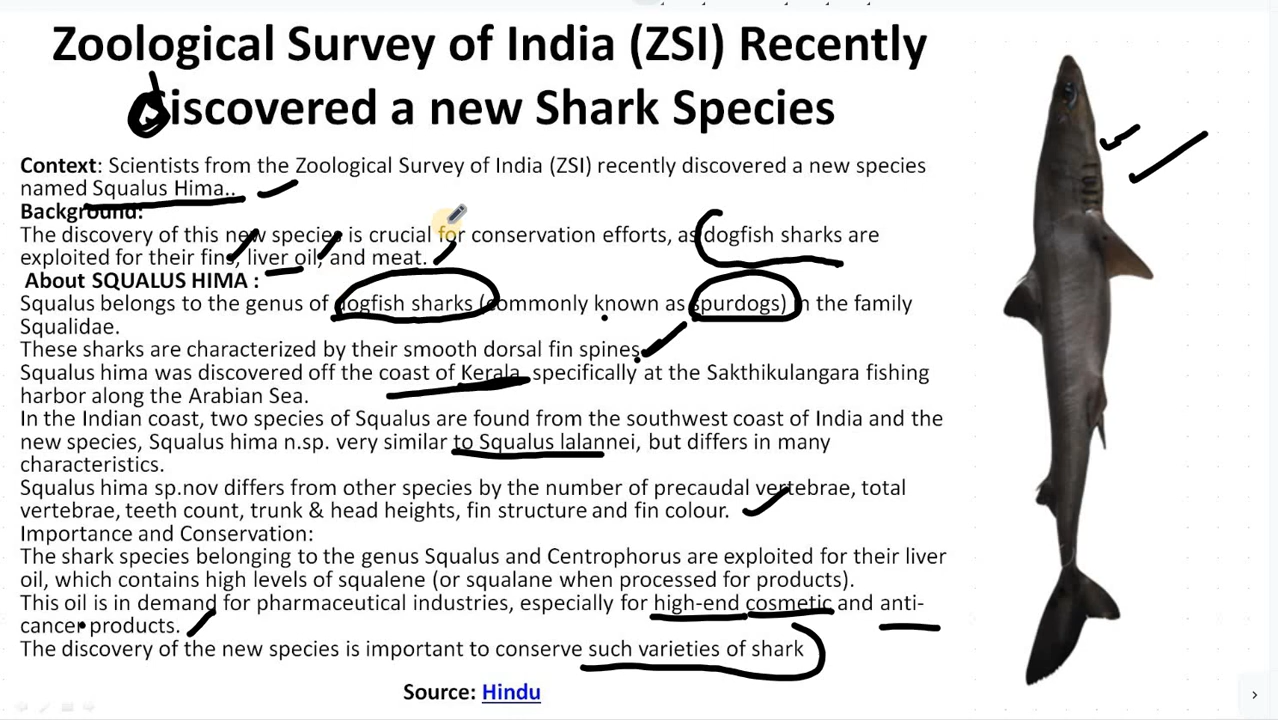 Zoological Survey of India (ZSI) Recently
discovered a new Shark Species
Context: Scientists from the Zoological Survey of India (ZSI) recently discovered a new species
named Squalus Hima..
Background:
The discovery of this new species is crucial for conservation efforts, as dogfish sharks are
exploited for their fins, liver oil, and meat.
About SQUALUS HIMA :
Squalus belongs to the genus of dogfish sharks (commonly known as spurdogs) in the family
Squalidae.
These sharks are characterized by their smooth dorsal fin spines.
Squalus hima was discovered off the coast of Kerala, specifically at the Sakthikulangara fishing
harbor along the Arabian Sea.
In the Indian coast, two species of Squalus are found from the southwest coast of India and the
new species, Squalus hima n.sp. very similar to Squalus lalannei, but differs in many
characteristics.
Squalus hima sp.nov differs from other species by the number of precaudal vertebrae, total
vertebrae, teeth count, trunk & head heights, fin structure and fin colour.
Importance and Conservation:
The shark species belonging to the genus Squalus and Centrophorus are exploited for their liver
oil, which contains high levels of squalene (or squalane when processed for products).
This oil is in demand for pharmaceutical industries, especially for high-end cosmetic and anti-
cancer products.
The discovery of the new species is important to conserve such varieties of shark
Source: Hindu